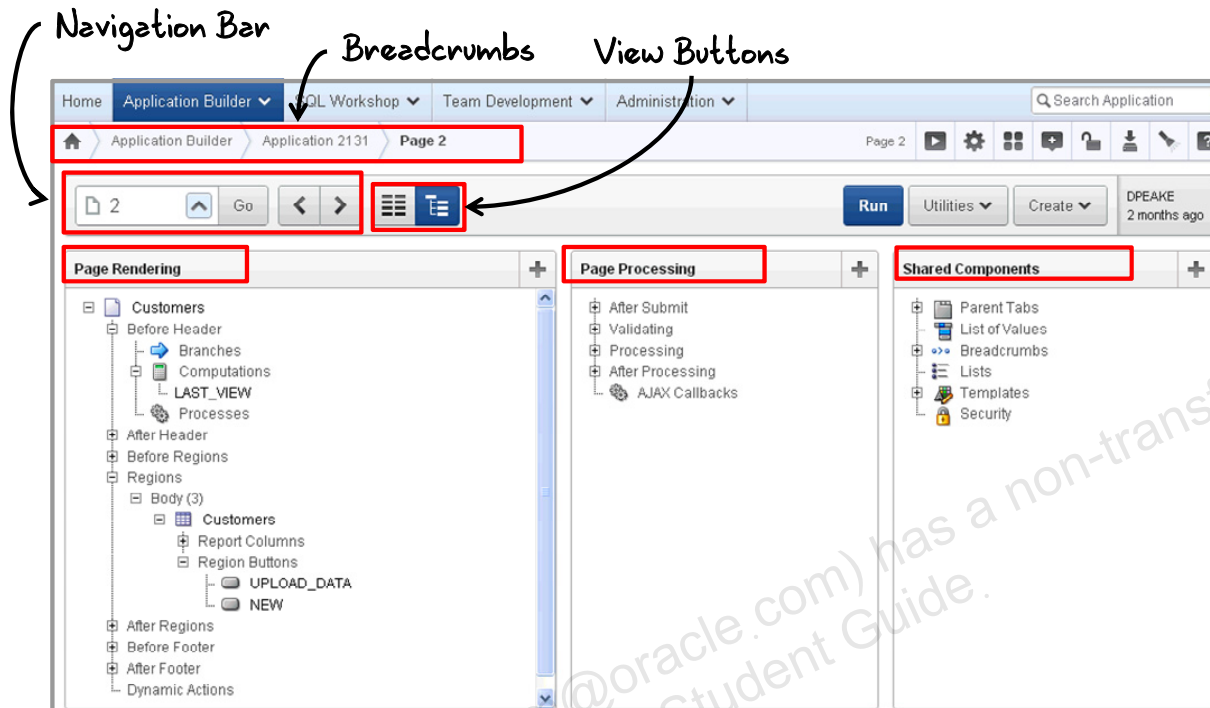 Navigation Bar
Breadcrumbs
View Buttons
Home Application Builder SQL Workshop Team Development Administration Search Application
Application Builder Application 2131 Page 2 Page 2
2 Go Run Utilities Create DPEAKE
2 months ago
Page Rendering
Customers
Before Header
Branches
Computations
LAST_VIEW
Processes
After Header
Before Regions
Regions
Body (3)
Customers
Report Columns
Region Buttons
UPLOAD_DATA
NEW
After Regions
Before Footer
After Footer
Dynamic Actions
Page Processing
After Submit
Validating
Processing
After Processing
AJAX Callbacks
Shared Components
Parent Tabs
List of Values
Breadcrumbs
Lists
Templates
Security
@oracle.com) has a non-trans
Student Guide.